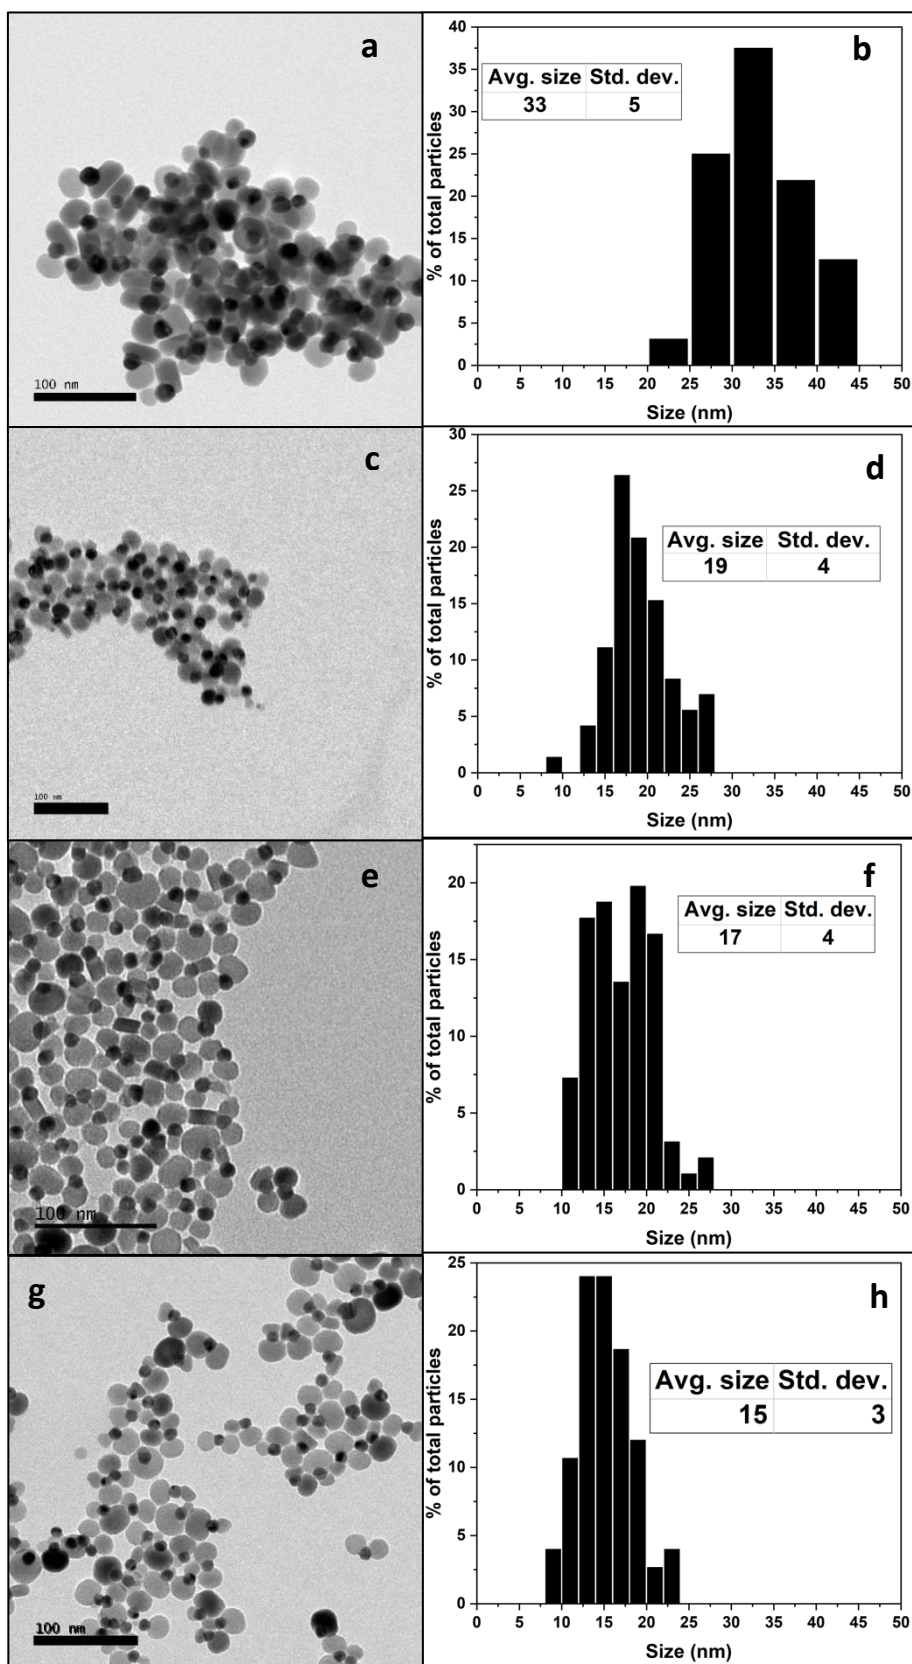 a
100 nm
b
Avg. size Std. dev.
33 5
% of total particles
40
35
30
25
20
15
10
5
0
0 5 10 15 20 25 30 35 40 45 50
Size (nm)
c
100 nm
d
Avg. size Std. dev.
19 4
% of total particles
30
25
20
15
10
5
0
0 5 10 15 20 25 30 35 40 45 50
Size (nm)
e
100 nm
f
Avg. size Std. dev.
17 4
% of total particles
20
15
10
5
0
0 5 10 15 20 25 30 35 40 45 50
Size (nm)
g
100 nm
h
Avg. size Std. dev.
15 3
% of total particles
25
20
15
10
5
0
0 5 10 15 20 25 30 35 40 45 50
Size (nm)